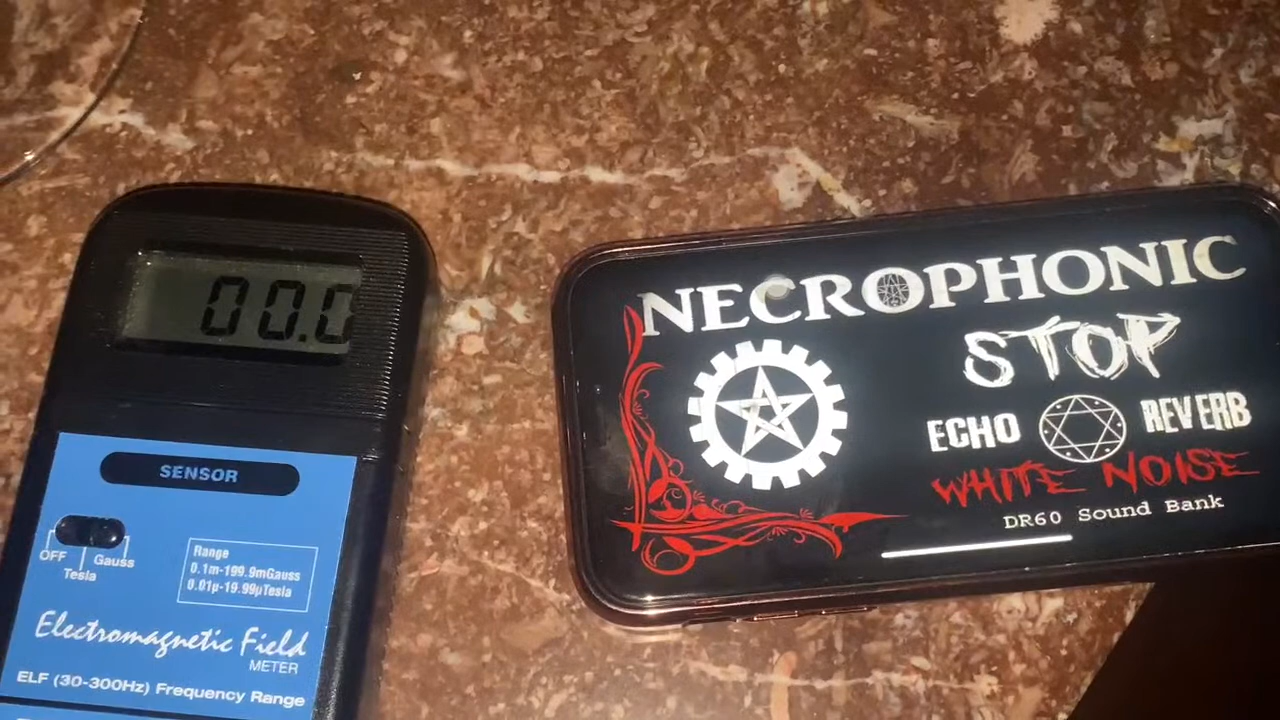 00.0
SENSOR
OFF
Tesla
Gauss
Range
0.1m-199.9mGauss
0.01µ-19.99µTesla
Electromagnetic Field
METER
ELF (30-300Hz) Frequency Range
NECROPHONIC
STOP
ECHO
REVERB
WHITE NOISE
DR60 Sound Bank